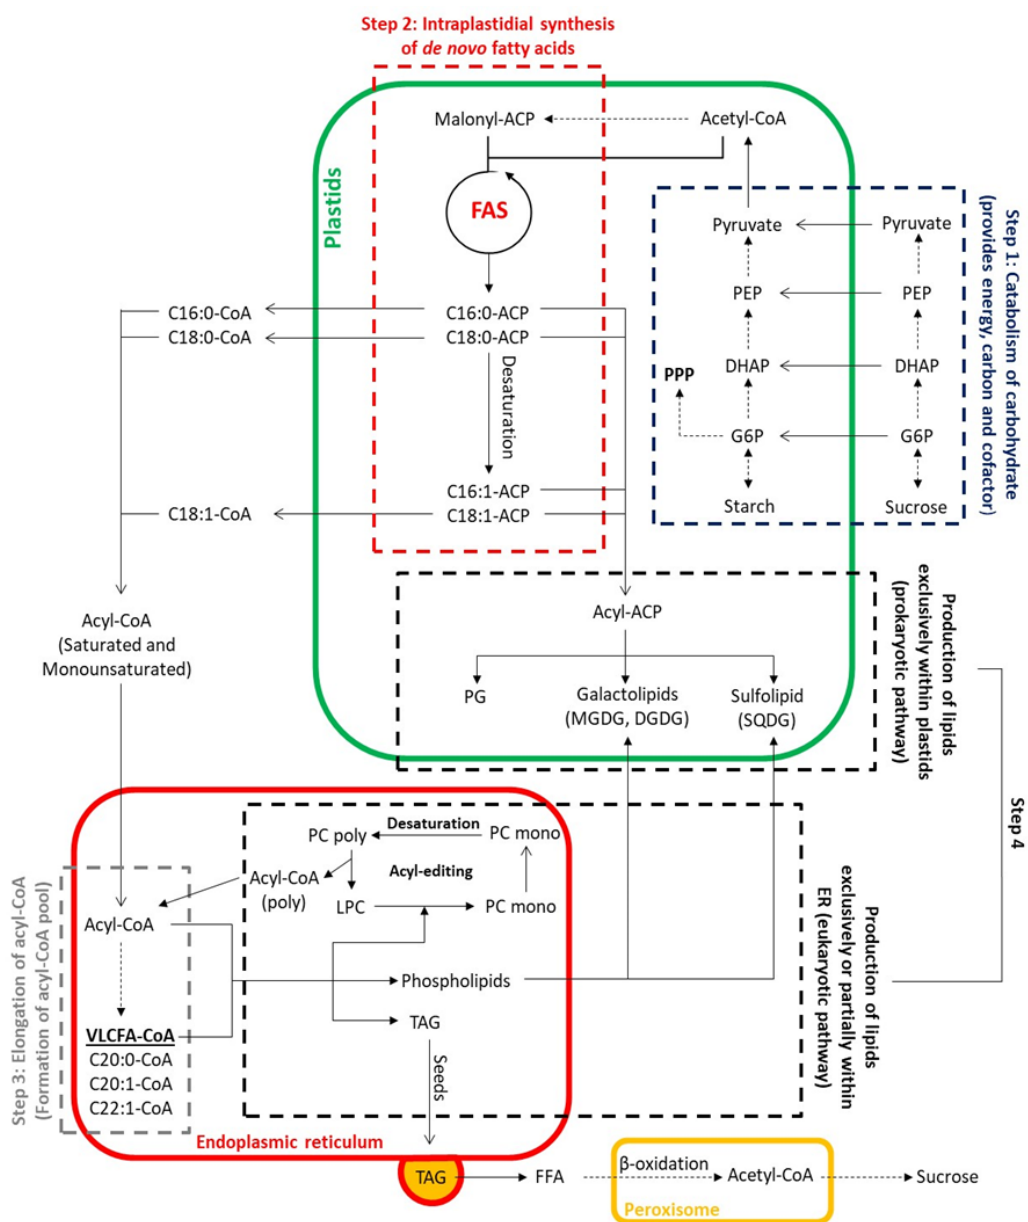 Step 2: Intraplastidial synthesis
of de novo fatty acids
Plastids
Malonyl-ACP
Acetyl-CoA
FAS
Step 1: Catabolism of carbohydrate
(provides energy, carbon and cofactor)
Pyruvate
Pyruvate
PEP
PEP
DHAP
DHAP
PPP
G6P
G6P
Starch
Sucrose
C16:0-CoA
C18:0-CoA
C16:0-ACP
C18:0-ACP
Desaturation
C16:1-ACP
C18:1-ACP
C18:1-CoA
Acyl-CoA
(Saturated and
Monounsaturated)
Acyl-ACP
PG
Galactolipids
(MGDG, DGDG)
Sulfolipid
(SQDG)
Production of lipids
exclusively within plastids
(prokaryotic pathway)
Step 4
Production of lipids
exclusively or partially within
ER (eukaryotic pathway)
PC poly
Desaturation
PC mono
Acyl-editing
Acyl-CoA
(poly)
LPC
PC mono
Acyl-CoA
Phospholipids
TAG
Seeds
VLCFA-CoA
C20:0-CoA
C20:1-CoA
C22:1-CoA
Step 3: Elongation of acyl-CoA
(Formation of acyl-CoA pool)
Endoplasmic reticulum
TAG
FFA
β-oxidation
Acetyl-CoA
Sucrose
Peroxisome